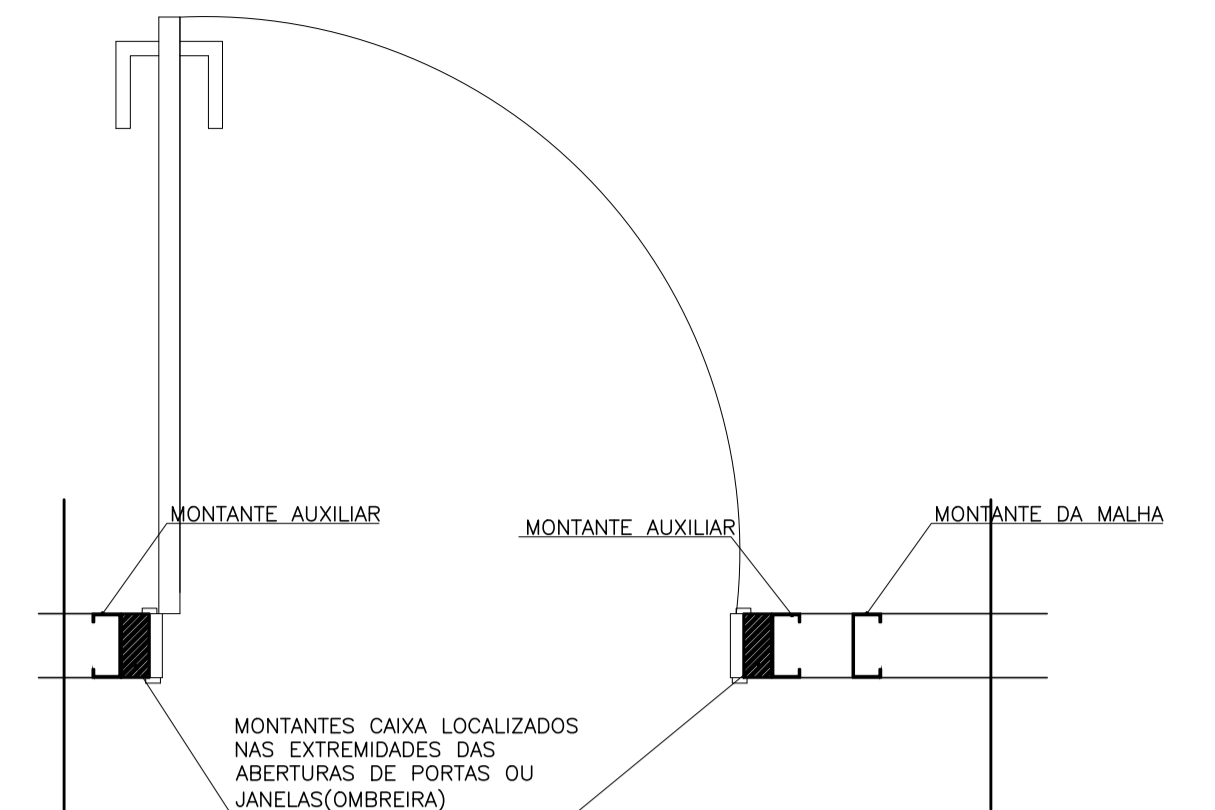 MONTANTE AUXILIAR
MONTANTE AUXILIAR
MONTANTE DA MALHA
MONTANTES CAIXA LOCALIZADOS
NAS EXTREMIDADES DAS
ABERTURAS DE PORTAS OU
JANELAS(OMBREIRA)